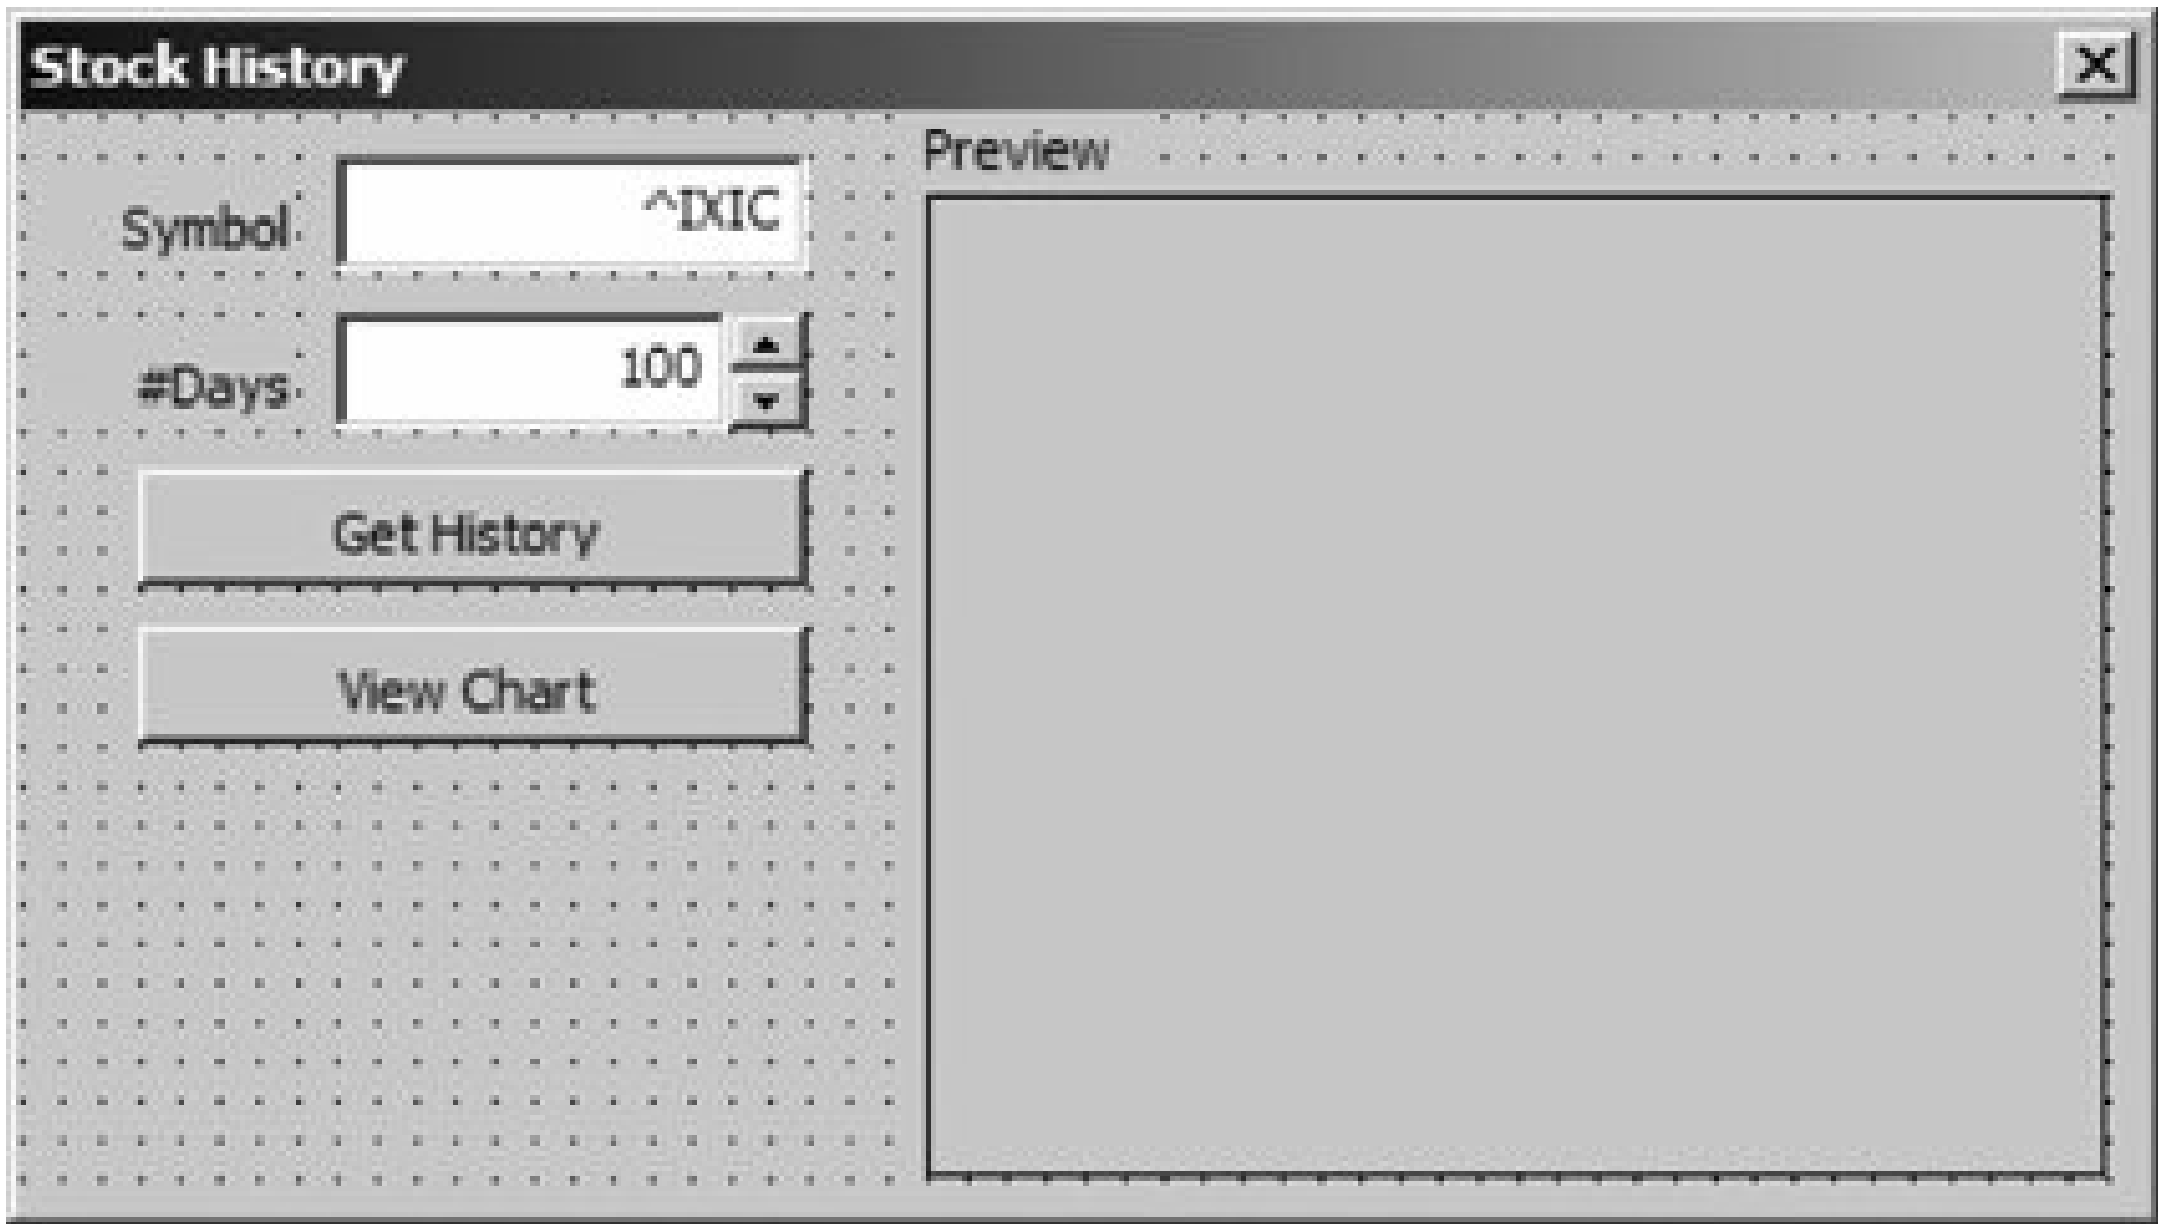 Stock History
Preview
Symbol
^IXIC
#Days
100
Get History
View Chart